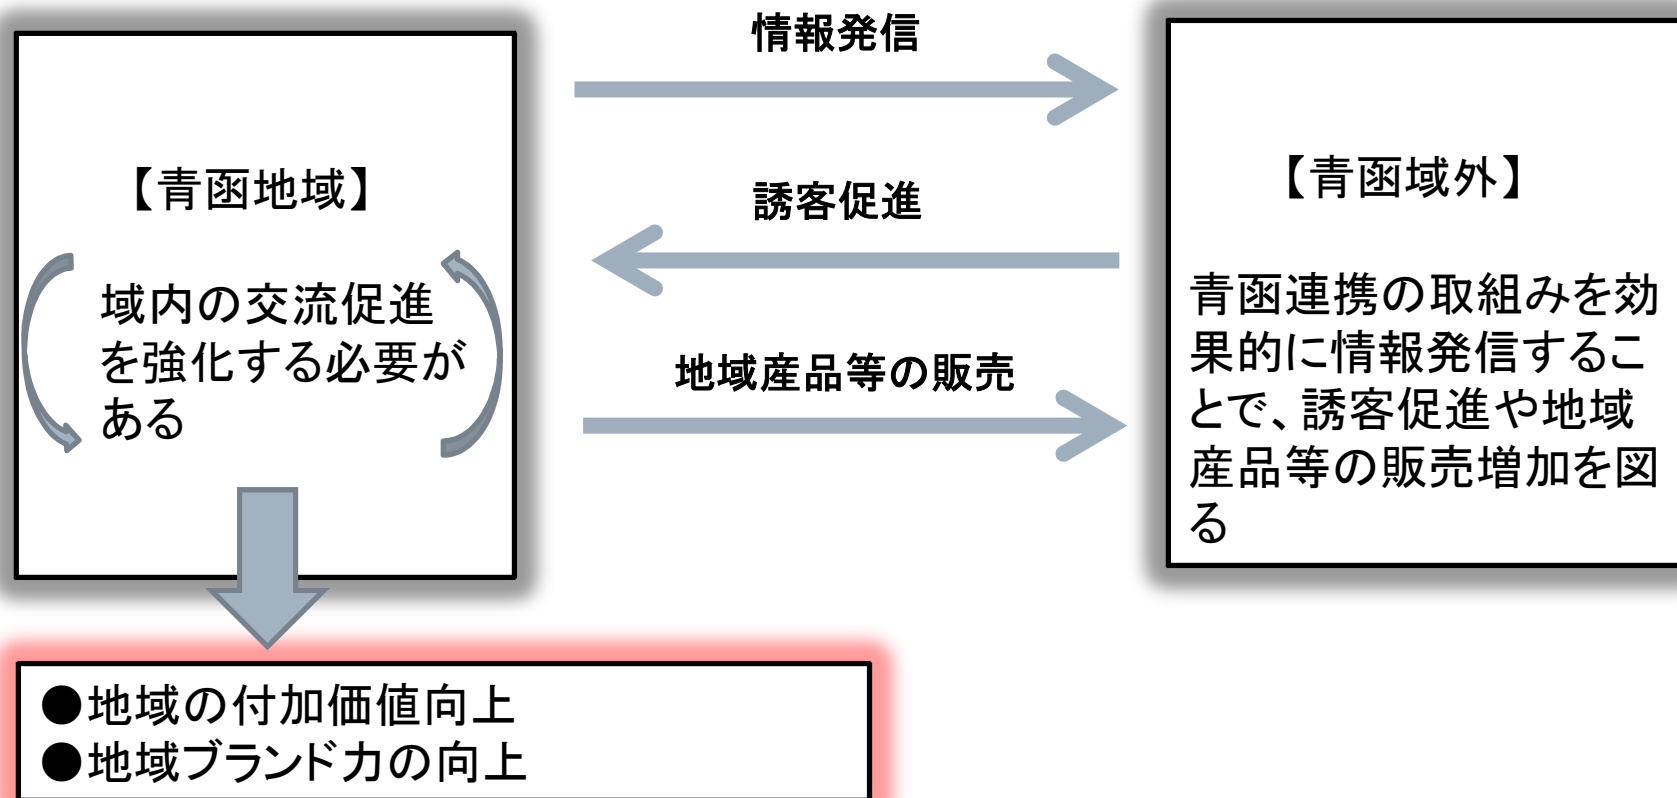 【青函地域】
域内の交流促進
を強化する必要が
ある
情報発信
誘客促進
地域産品等の販売
【青函域外】
青函連携の取組みを効
果的に情報発信するこ
とで、誘客促進や地域
産品等の販売増加を図
る
●地域の付加価値向上
●地域ブランド力の向上